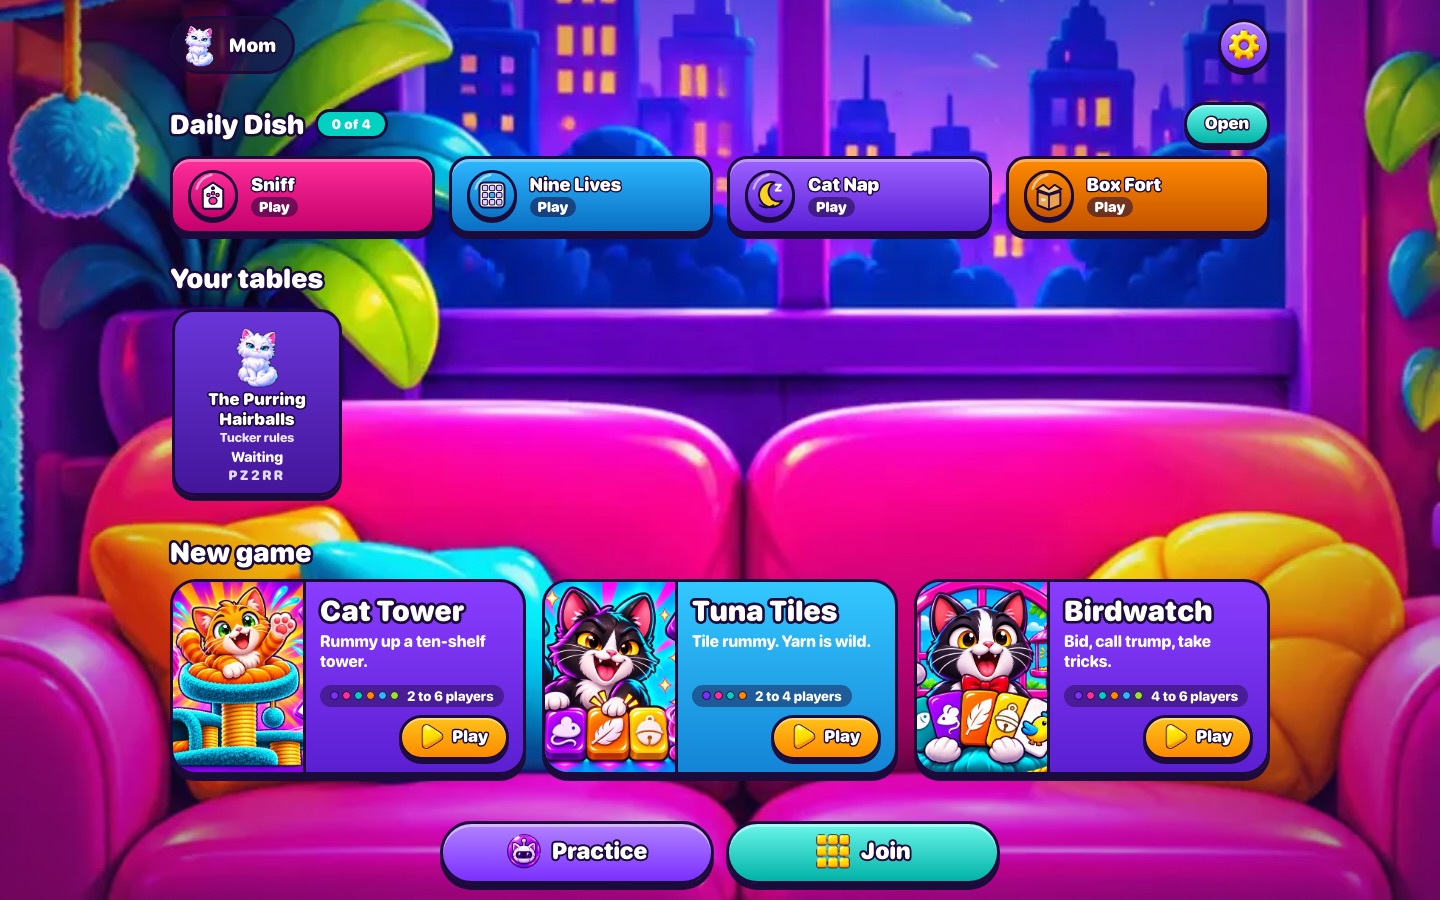 Mom
Daily Dish
0 of 4
Open
Sniff
Play
Nine Lives
Play
Cat Nap
Play
Box Fort
Play
Your tables
The Purring
Hairballs
Tucker rules
Waiting
PZ2RR
New game
Cat Tower
Rummy up a ten-shelf
tower.
2 to 6 players
Play
Tuna Tiles
Tile rummy. Yarn is wild.
2 to 4 players
Play
Birdwatch
Bid, call trump, take
tricks.
4 to 6 players
Play
Practice
Join